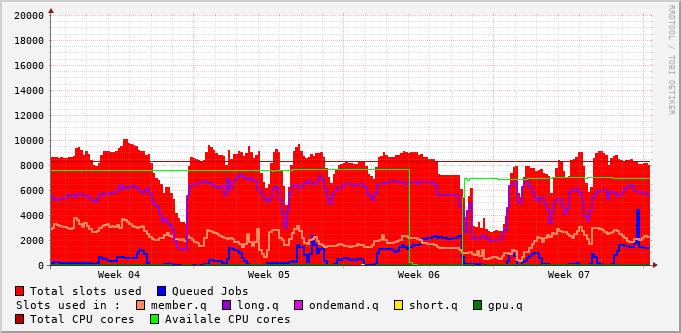 20000
18000
16000
14000
12000
10000
8000
6000
4000
2000
0
Week 04 Week 05 Week 06 Week 07
RRDTOOL / TOBI OETIKER
Total slots used Queued Jobs
Slots used in : member.q long.q ondemand.q short.q gpu.q
Total CPU cores Availale CPU cores